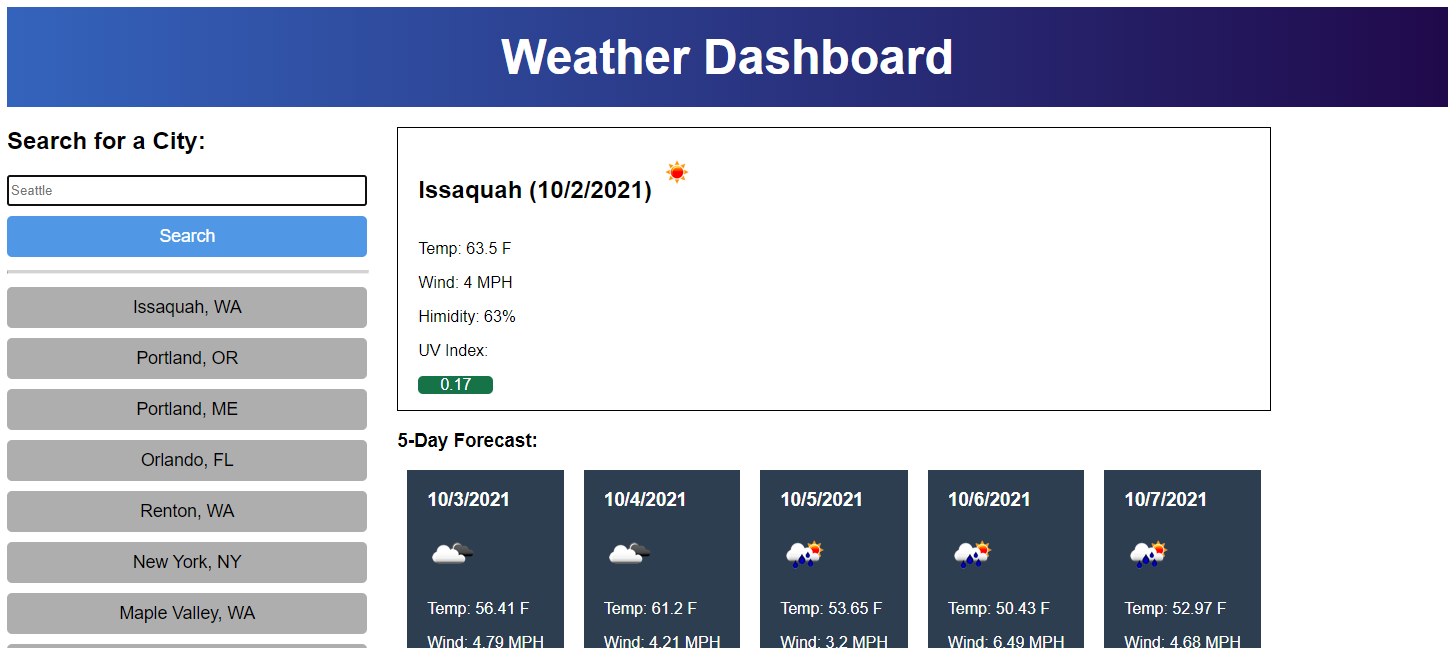 Weather Dashboard
Search for a City:
Seattle
Search
Issaquah, WA
Portland, OR
Portland, ME
Orlando, FL
Renton, WA
New York, NY
Maple Valley, WA
Issaquah (10/2/2021)
Temp: 63.5 F
Wind: 4 MPH
Himidity: 63%
UV Index:
0.17
5-Day Forecast:
10/3/2021
Temp: 56.41 F
Wind: 4.79 MPH
10/4/2021
Temp: 61.2 F
Wind: 4.21 MPH
10/5/2021
Temp: 53.65 F
Wind: 3.2 MPH
10/6/2021
Temp: 50.43 F
Wind: 6.49 MPH
10/7/2021
Temp: 52.97 F
Wind: 4.68 MPH